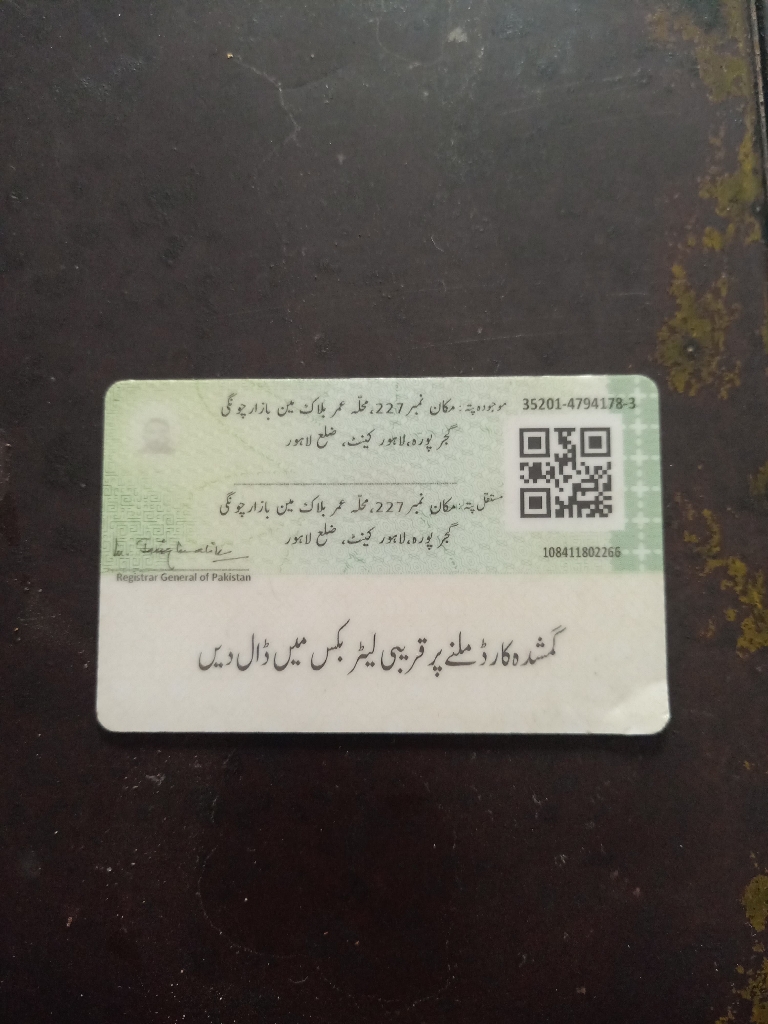 موجودہ پتہ: مکان نمبر 227، محلّہ عمر بلاک مین بازار چونگی
گجر پورہ، لاہور کینٹ، ضلع لاہور
35201-4794178-3
مستقل پتہ: مکان نمبر 227، محلّہ عمر بلاک مین بازار چونگی
گجر پورہ، لاہور کینٹ، ضلع لاہور
108411802266
Registrar General of Pakistan
گمشدہ کارڈ ملنے پر قریبی لیٹر بکس میں ڈال دیں